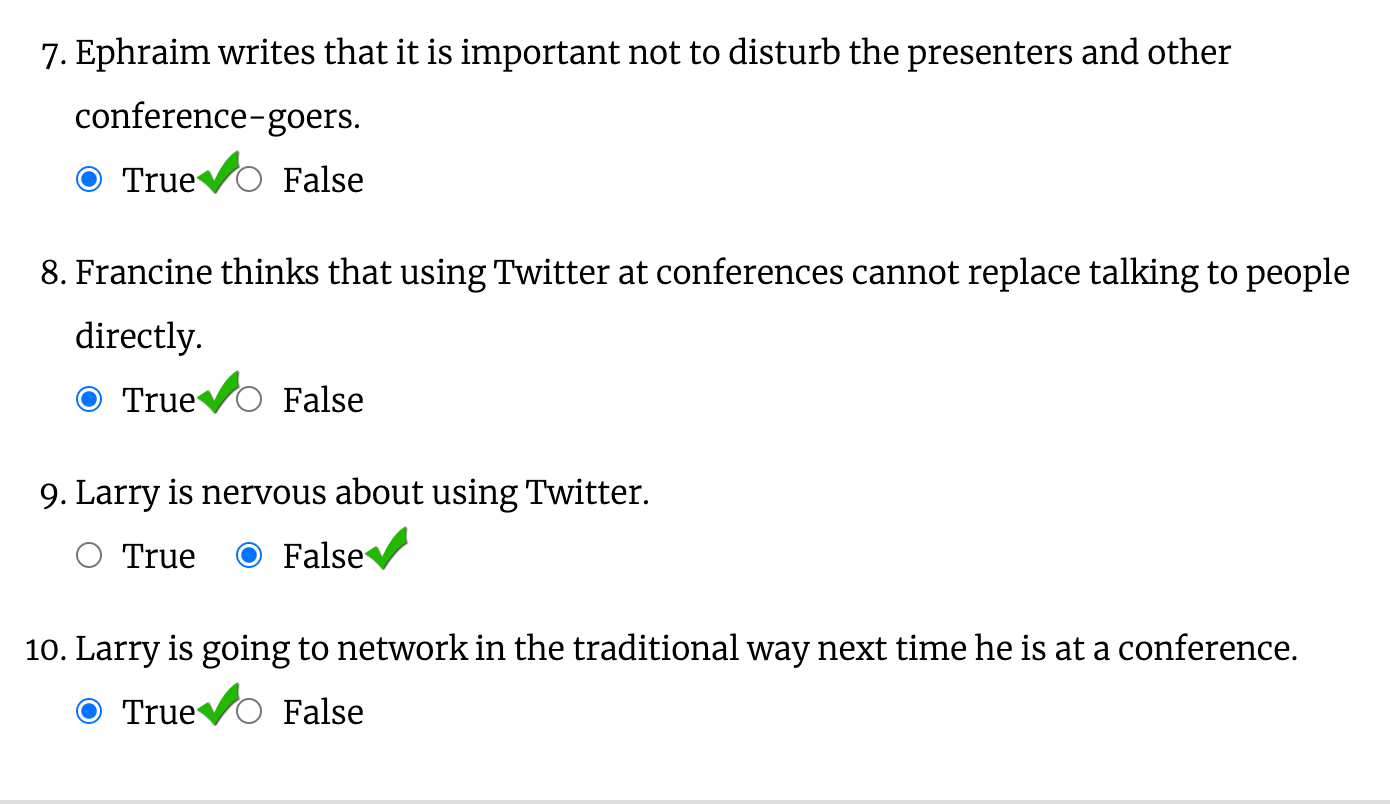 7. Ephraim writes that it is important not to disturb the presenters and other
conference-goers.
True False
8. Francine thinks that using Twitter at conferences cannot replace talking to people
directly.
True False
9. Larry is nervous about using Twitter.
True False
10. Larry is going to network in the traditional way next time he is at a conference.
True False